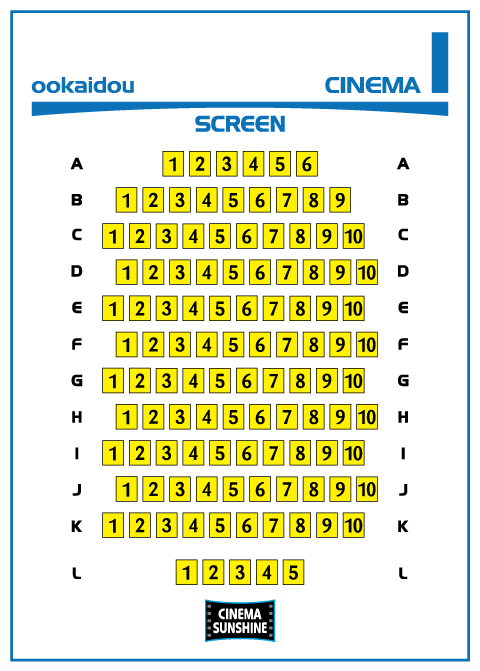 ookaidou CINEMA 1
SCREEN
A 1 2 3 4 5 6 A
B 1 2 3 4 5 6 7 8 9 B
C 1 2 3 4 5 6 7 8 9 10 C
D 1 2 3 4 5 6 7 8 9 10 D
E 1 2 3 4 5 6 7 8 9 10 E
F 1 2 3 4 5 6 7 8 9 10 F
G 1 2 3 4 5 6 7 8 9 10 G
H 1 2 3 4 5 6 7 8 9 10 H
I 1 2 3 4 5 6 7 8 9 10 I
J 1 2 3 4 5 6 7 8 9 10 J
K 1 2 3 4 5 6 7 8 9 10 K
L 1 2 3 4 5 L
CINEMA
SUNSHINE